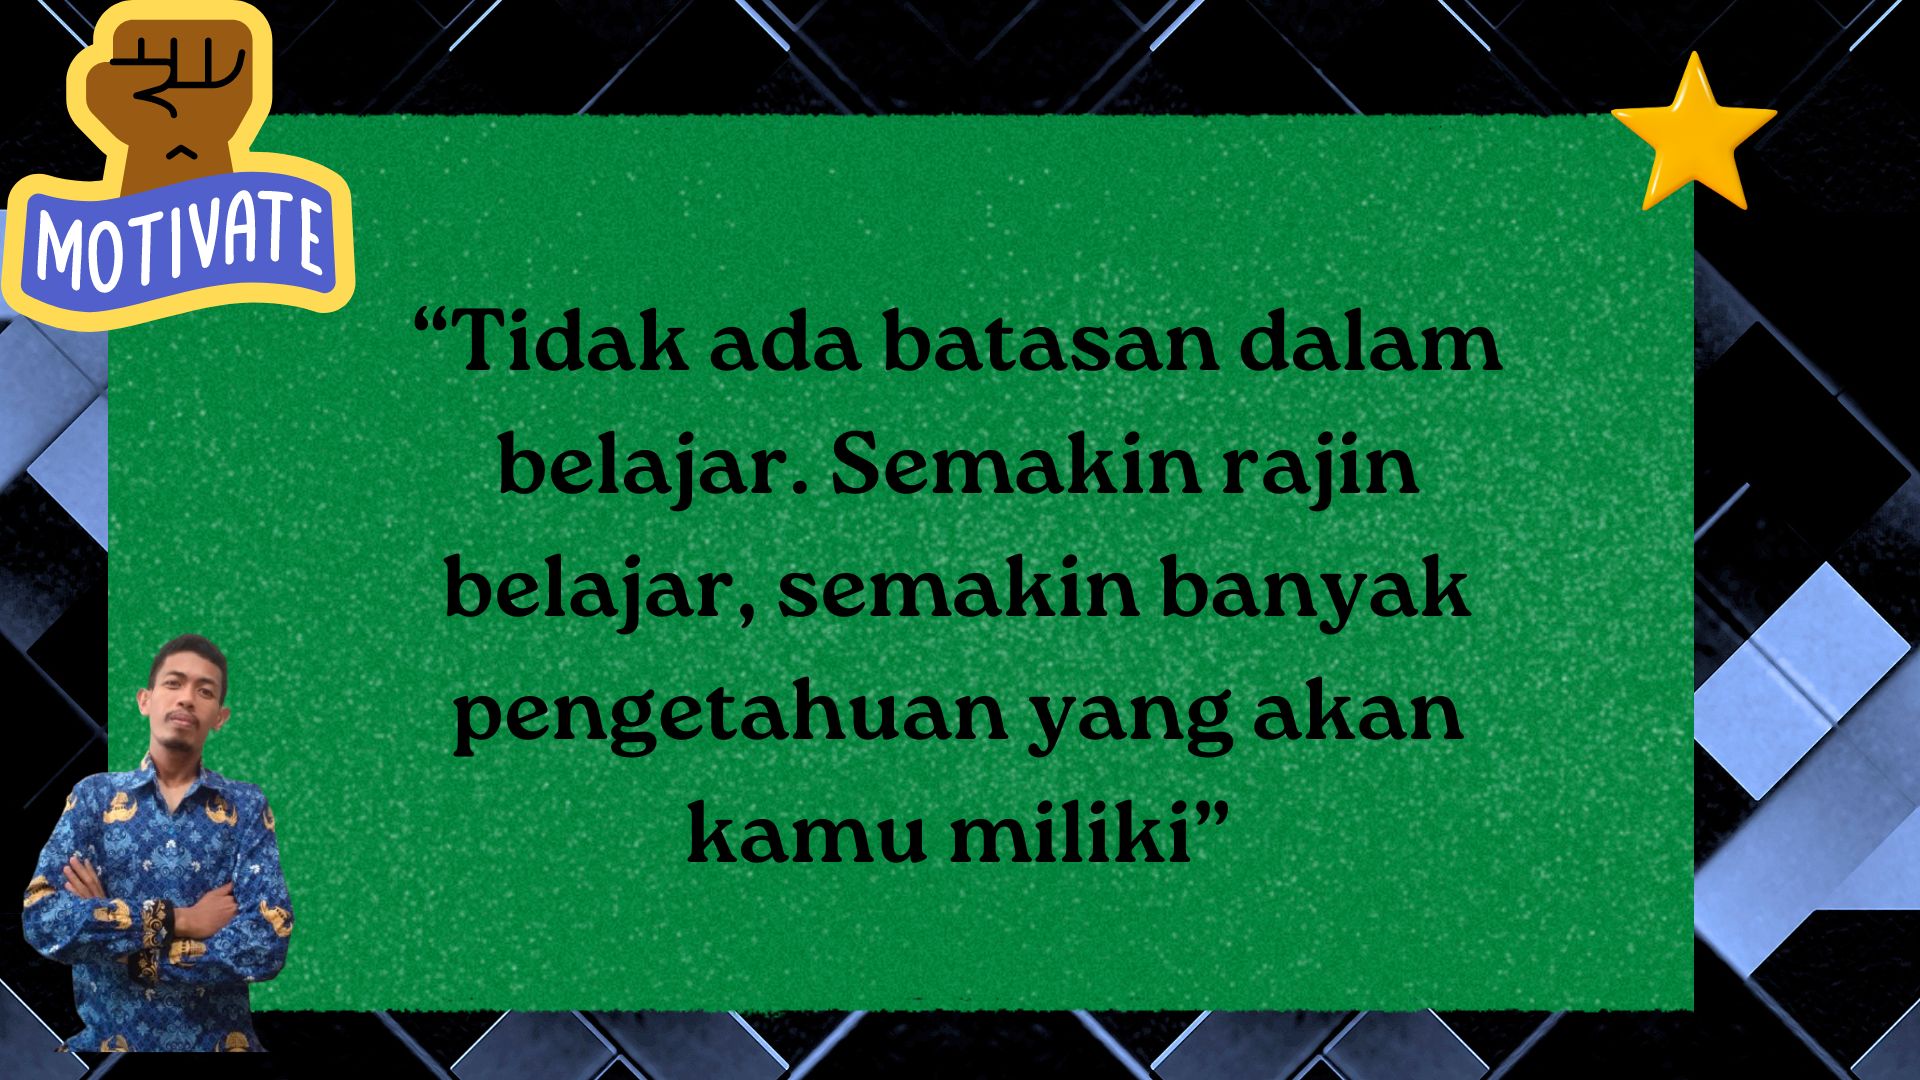 MOTIVATE
“Tidak ada batasan dalam
belajar. Semakin rajin
belajar, semakin banyak
pengetahuan yang akan
kamu miliki”